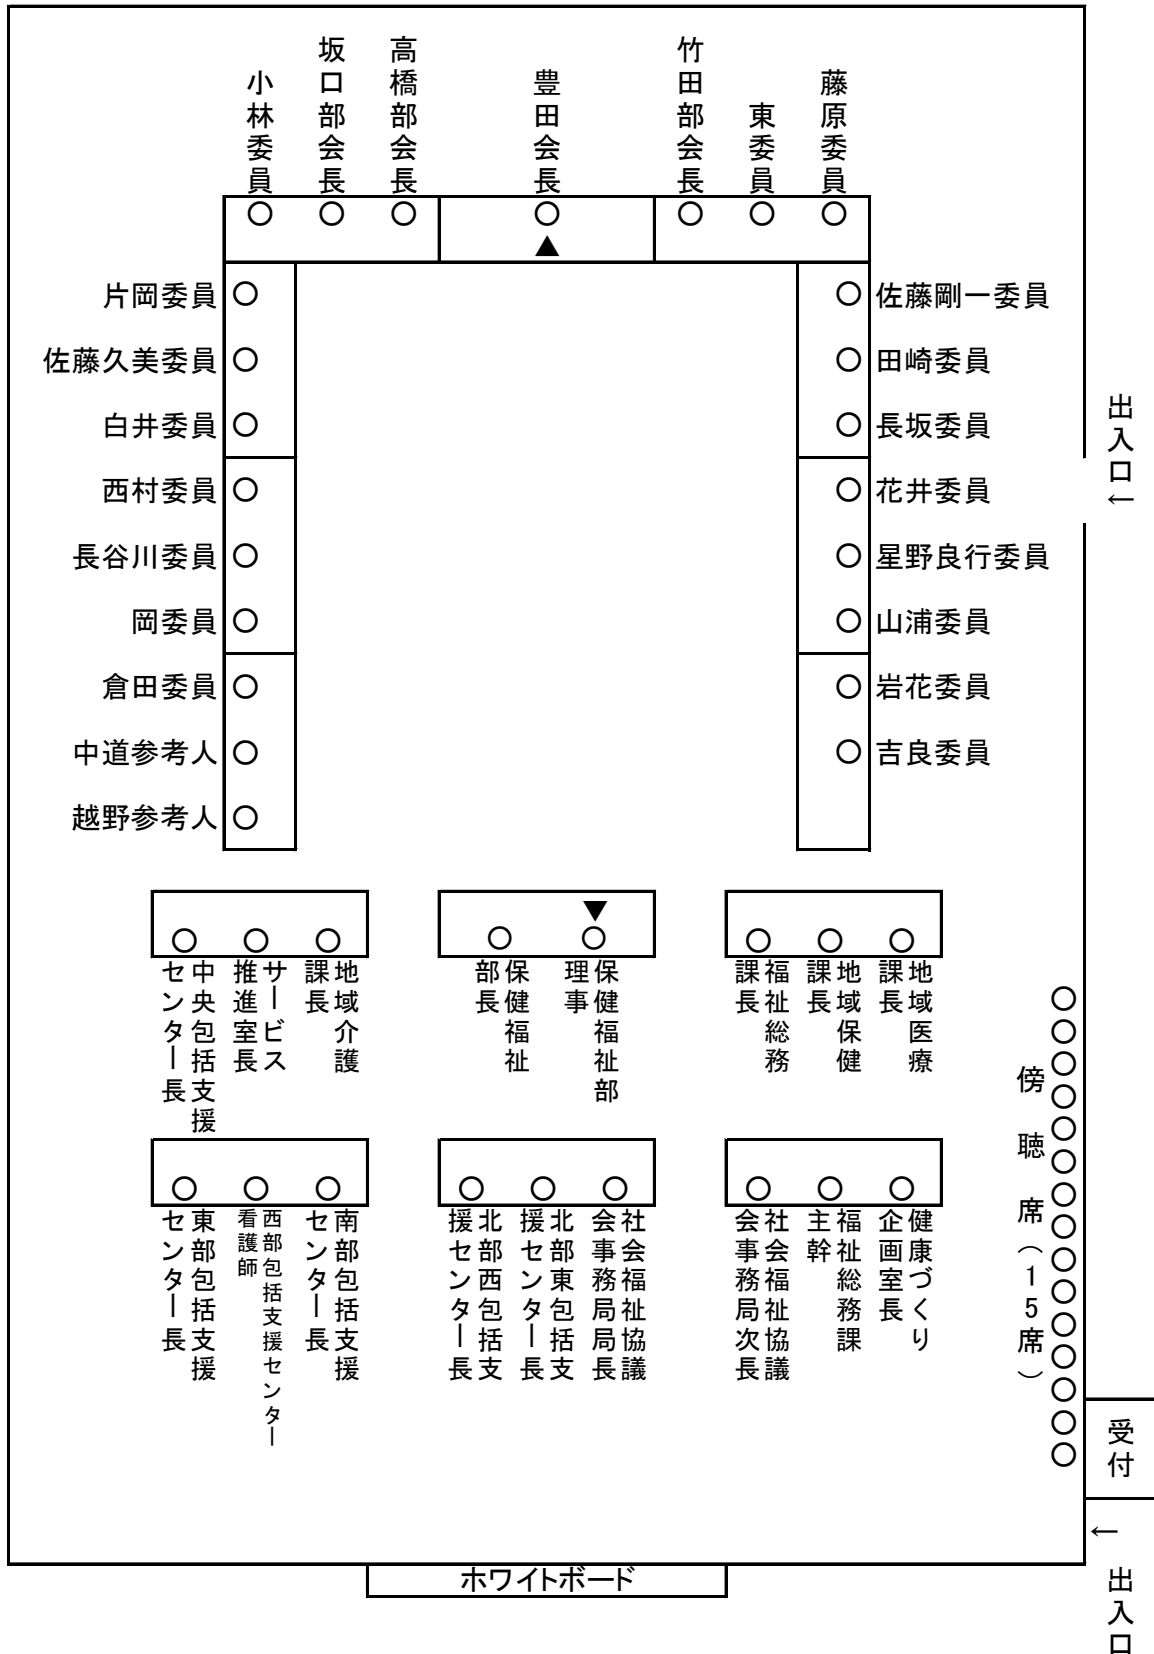 小林委員
坂口部会長
高橋部会長
豊田会長
竹田部会長
東委員
藤原委員
▲
片岡委員
佐藤久美委員
白井委員
西村委員
長谷川委員
岡委員
倉田委員
中道参考人
越野参考人
佐藤剛一委員
田崎委員
長坂委員
花井委員
星野良行委員
山浦委員
岩花委員
吉良委員
出入口←
▼
中央包括支援
センター長
サービス
推進室長
地域介護
課長
保健福祉
部長
保健福祉部
理事
福祉総務
課長
地域保健
課長
地域医療
課長
東部包括支援
センター長
西部包括支援センター
看護師
南部包括支援
センター長
北部西包括支
援センター長
北部東包括支
援センター長
社会福祉協議
会事務局局長
社会福祉協議
会事務局次長
福祉総務課
主幹
健康づくり
企画室長
傍聴席(15席)
受付
←
出入口
ホワイトボード